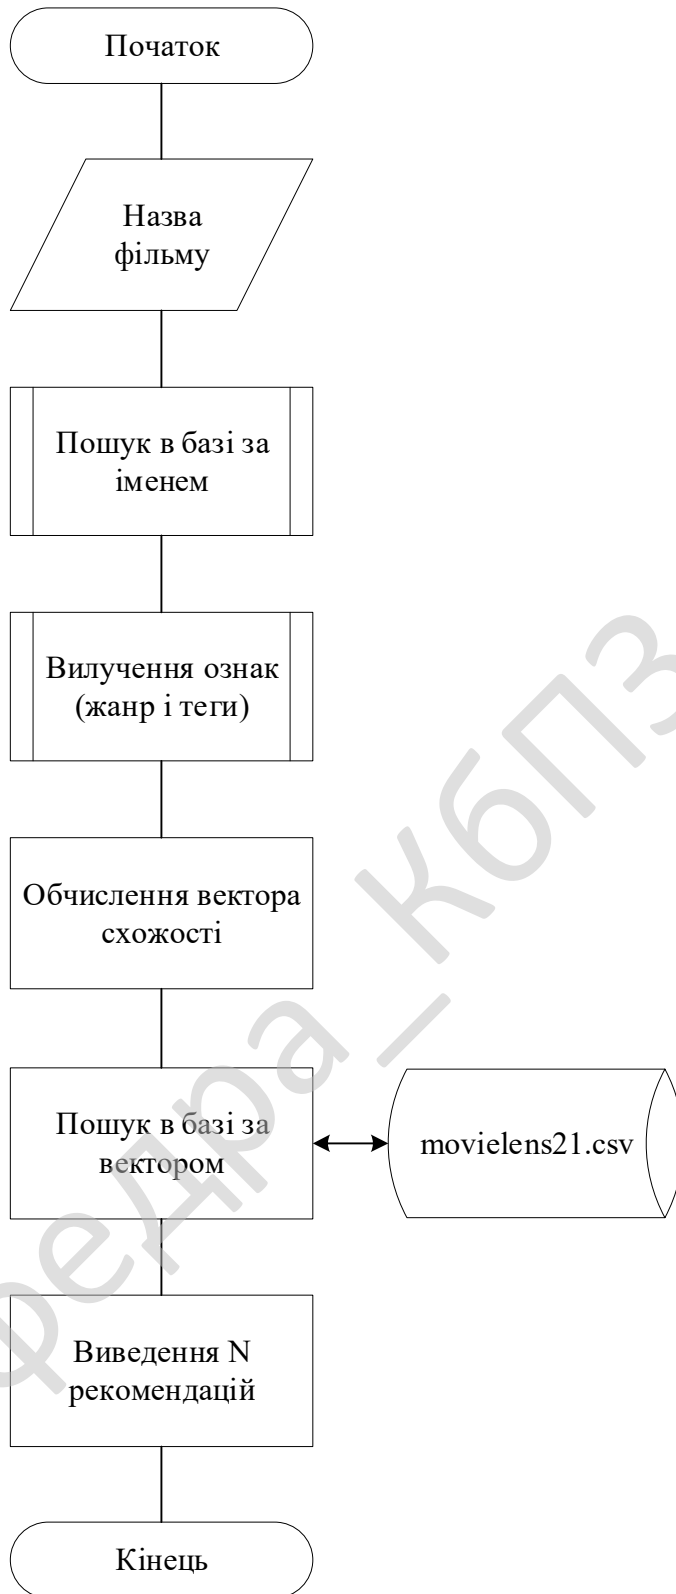 Початок
Назва
фільму
Пошук в базі за
іменем
Вилучення ознак
(жанр і теги)
Обчислення вектора
схожості
Пошук в базі за
вектором
movielens21.csv
Виведення N
рекомендацій
Кінець
федра_КбПЗ